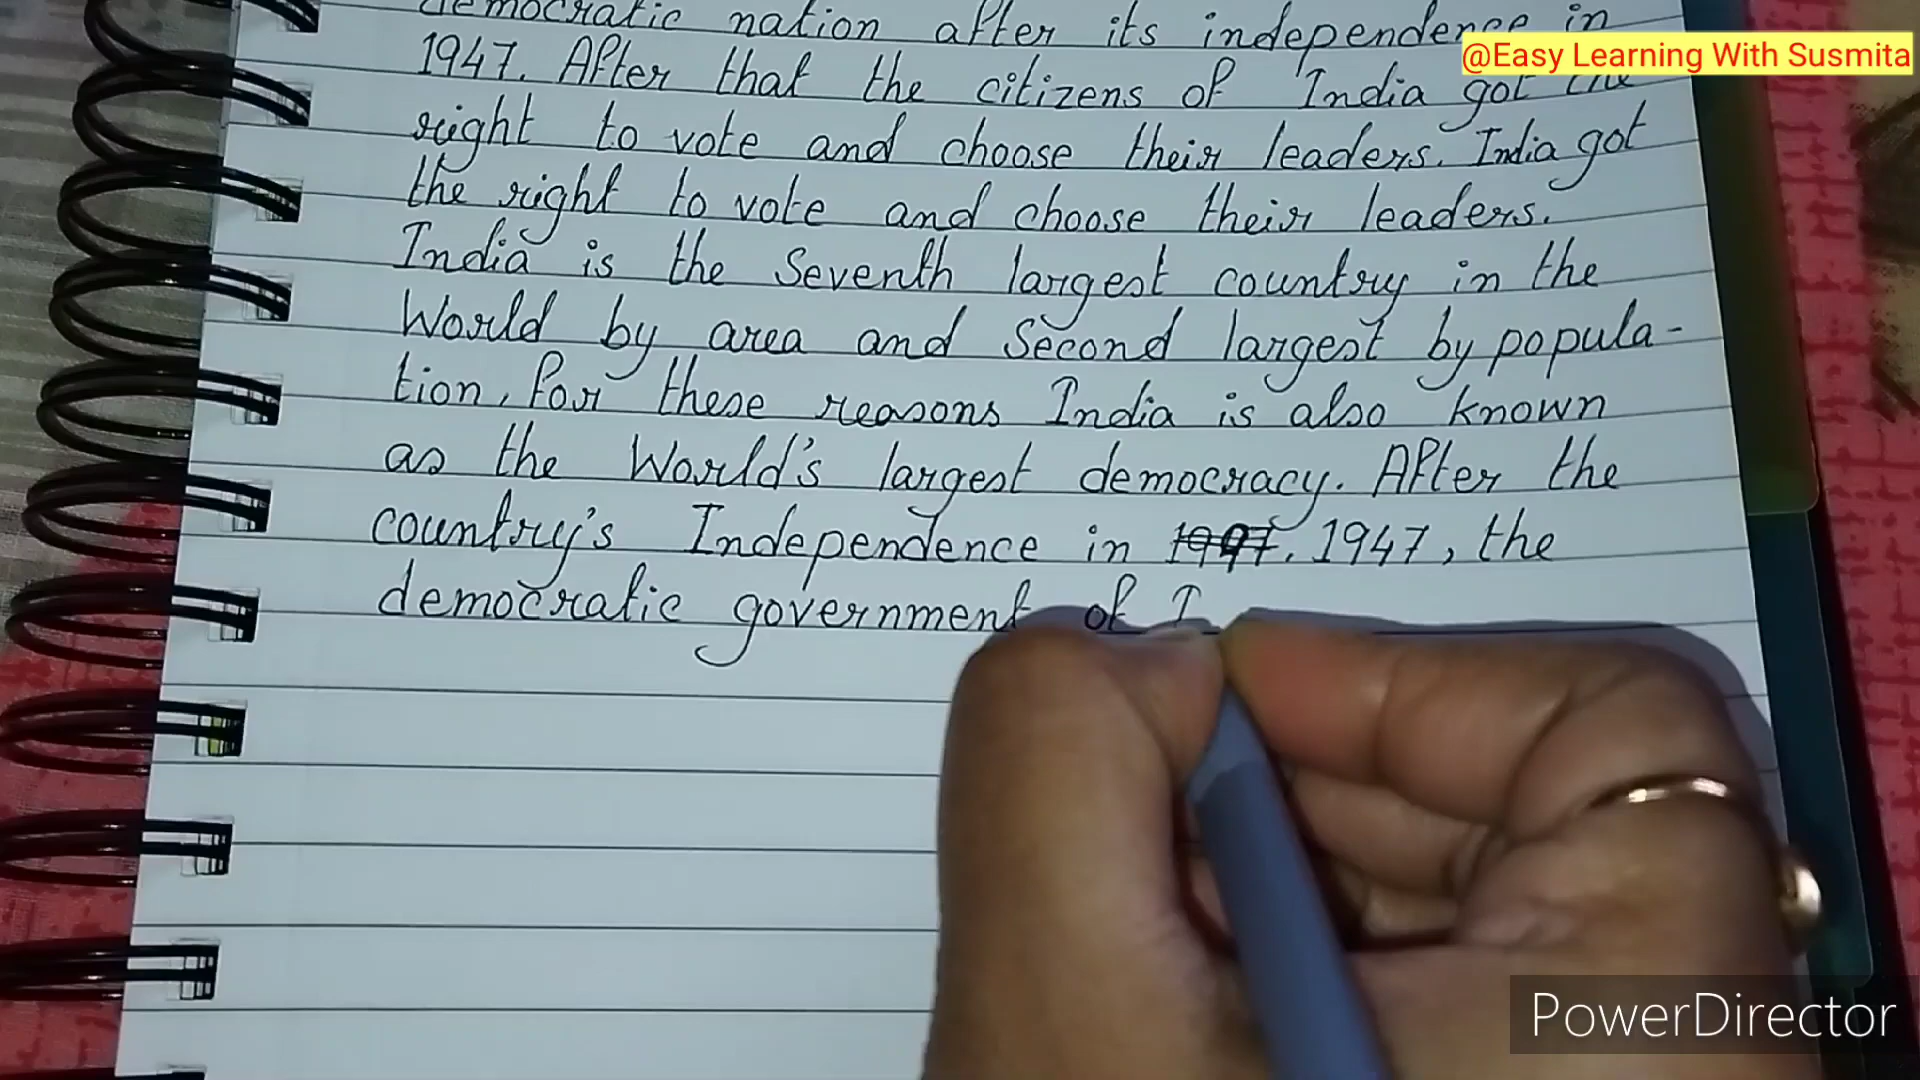 democratic nation after its independence in
@Easy Learning With Susmita
1947. After that the citizens of India got the
right to vote and choose their leaders. India got
the right to vote and choose their leaders.
India is the Seventh largest country in the
World by area and Second largest by popula-
tion, for these reasons India is also known
as the World's largest democracy. After the
country's Independence in 1947, the
democratic government of I
PowerDirector